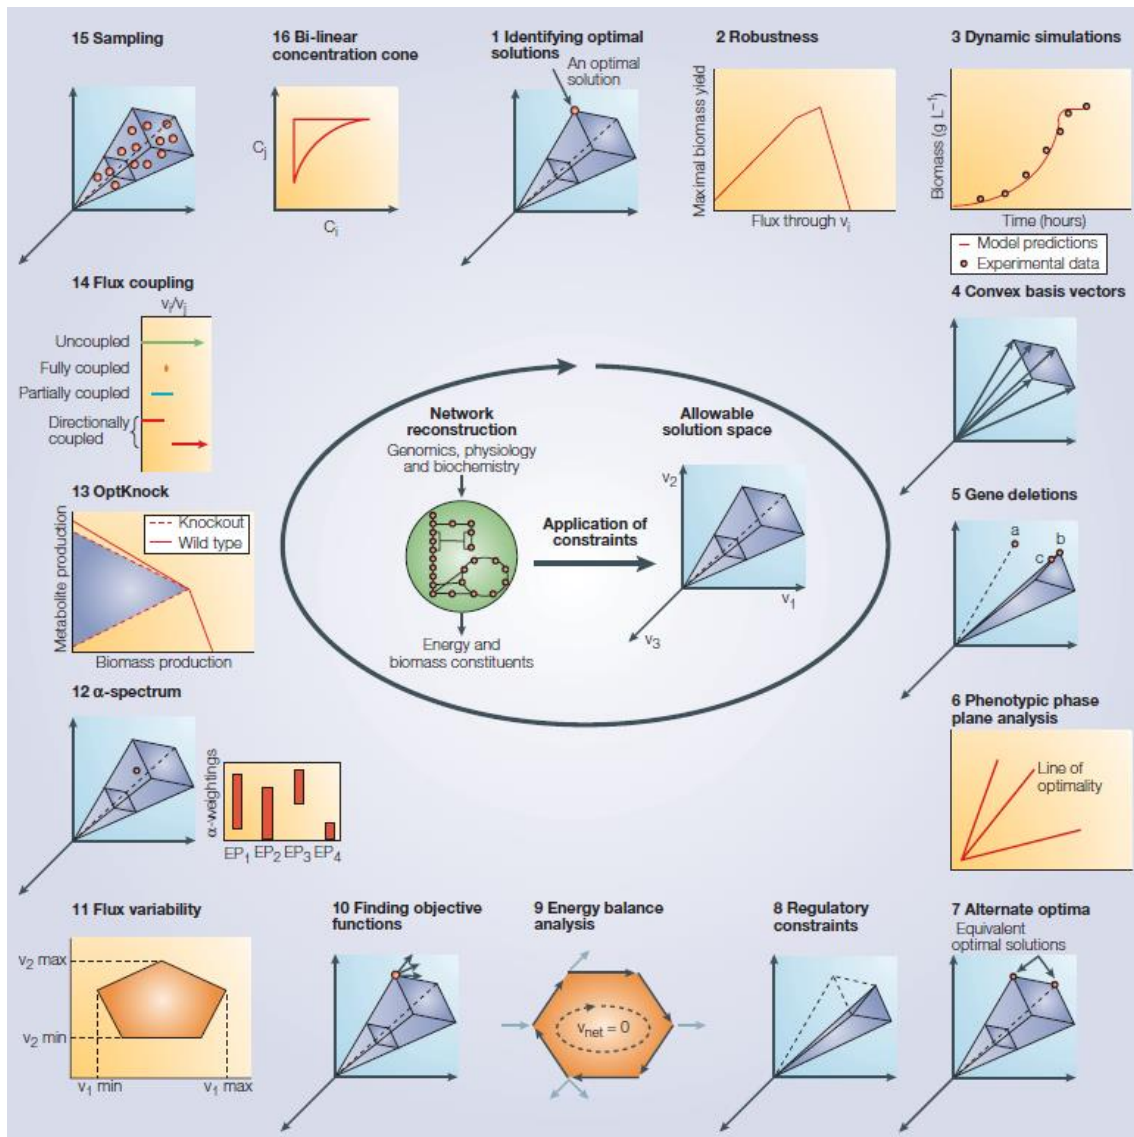 15 Sampling
16 Bi-linear
concentration cone
1 Identifying optimal
solutions
An optimal
solution
2 Robustness
3 Dynamic simulations
C_j
C_i
Maximal biomass yield
Flux through v_i
Biomass (g L⁻¹)
Time (hours)
Model predictions
Experimental data
14 Flux coupling
v_i/v_j
Uncoupled
Fully coupled
Partially coupled
Directionally
coupled
4 Convex basis vectors
Network
reconstruction
Genomics, physiology
and biochemistry
Application of
constraints
Energy and
biomass constituents
Allowable
solution space
v₂
v₁
v₃
13 OptKnock
Knockout
Wild type
Metabolite production
Biomass production
5 Gene deletions
a
b
c
12 α-spectrum
α-weightings
EP₁ EP₂ EP₃ EP₄
6 Phenotypic phase
plane analysis
Line of
optimality
11 Flux variability
v₂ max
v₂ min
v₁ min
v₁ max
10 Finding objective
functions
9 Energy balance
analysis
v_net = 0
8 Regulatory
constraints
7 Alternate optima
Equivalent
optimal solutions